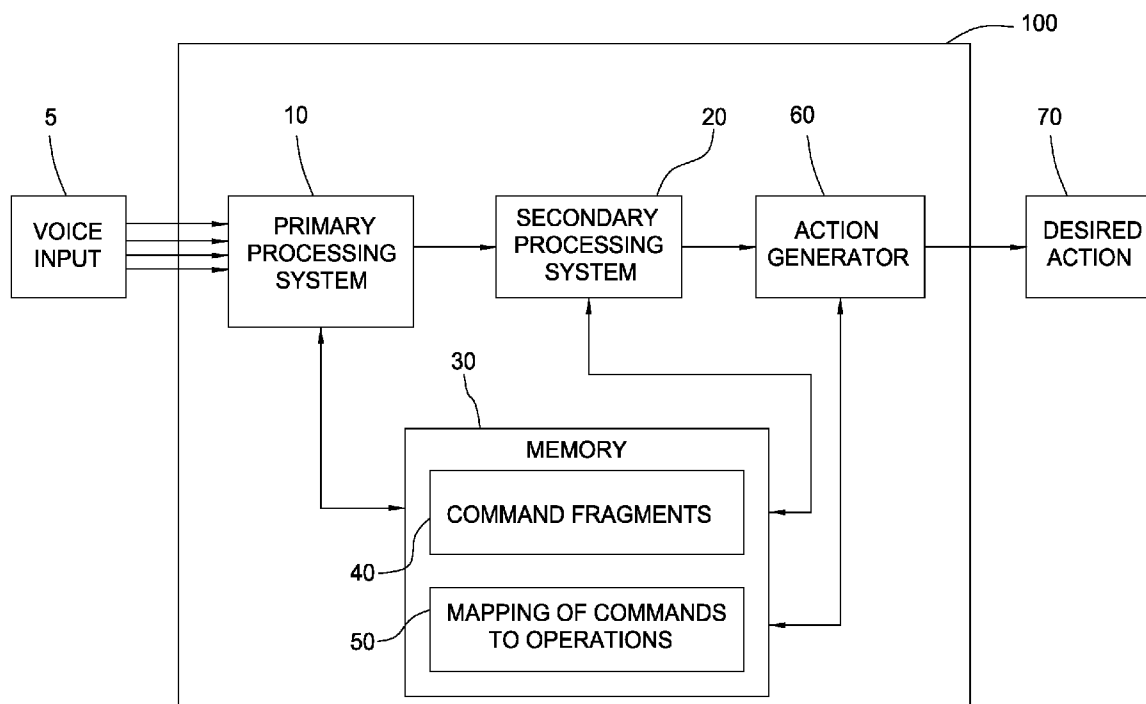 100
5
10
20
60
70
VOICE
INPUT
PRIMARY
PROCESSING
SYSTEM
SECONDARY
PROCESSING
SYSTEM
ACTION
GENERATOR
DESIRED
ACTION
30
MEMORY
COMMAND FRAGMENTS
40
MAPPING OF COMMANDS
TO OPERATIONS
50